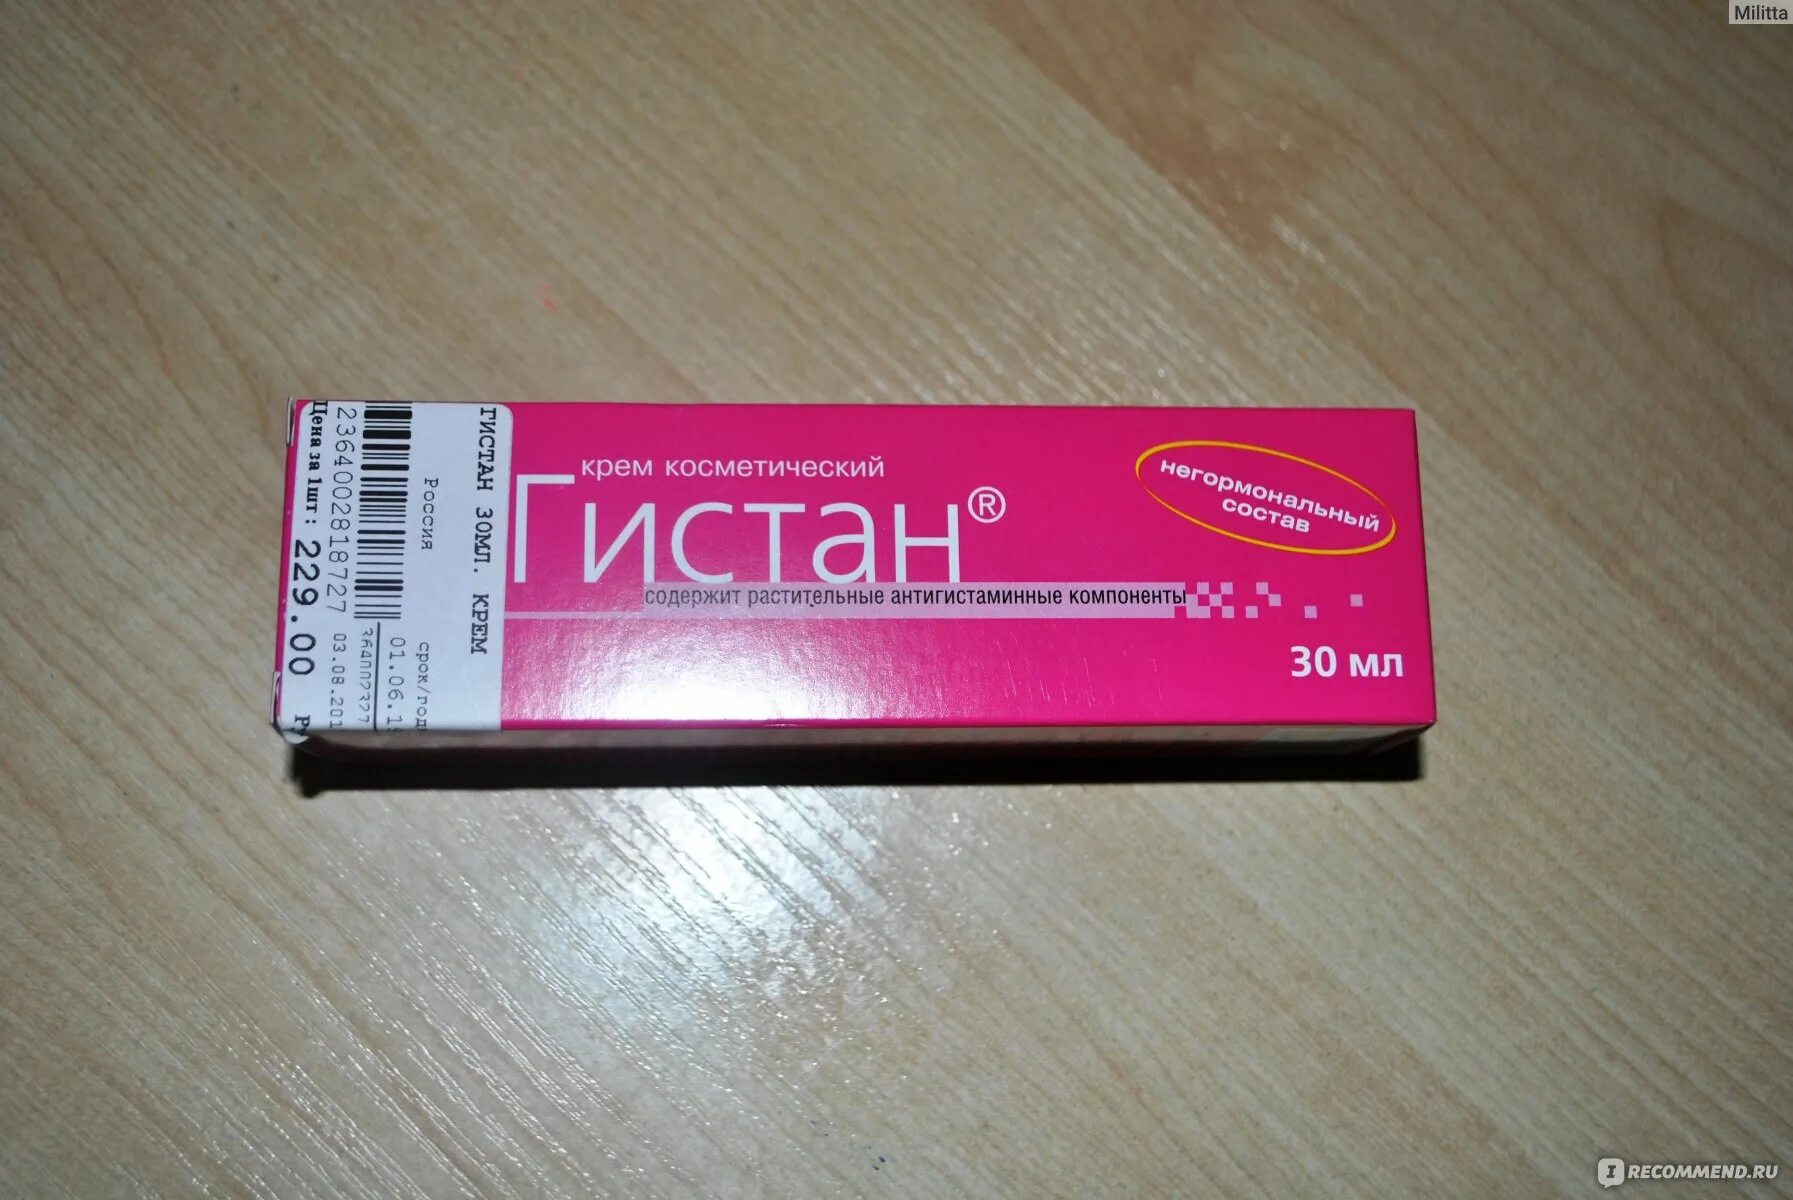 Militta
ГИСТАН 30МЛ. КРЕМ
Россия
срок/год
01.06.1
2364002818727
03.08.201
Цена за 1шт: 229.00
крем косметический
Гистан®
содержит растительные антигистаминные компоненты
негормональный
состав
30 мл
I RECOMMEND.RU